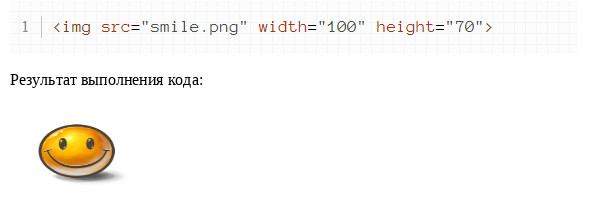 1 <img src="smile.png" width="100" height="70">
Результат выполнения кода: